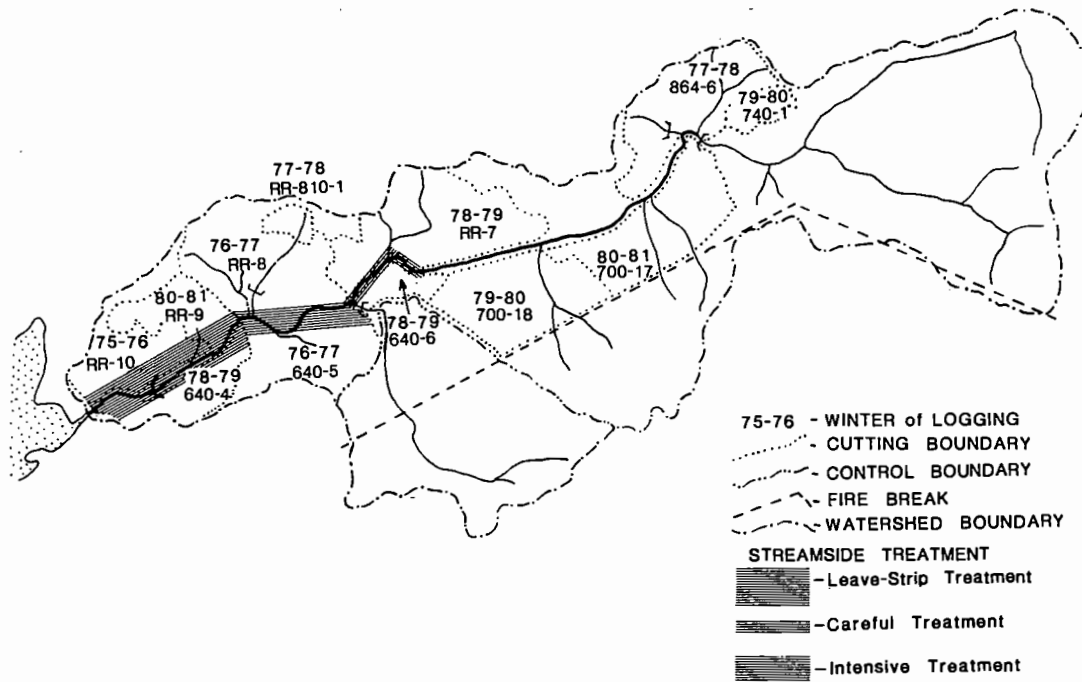 77-78
864-6
79-80
740-1
77-78
RR-810-1
78-79
RR-7
76-77
RR-8
80-81
700-17
80-81
RR-9
79-80
700-18
75-76
RR-10
78-79
640-6
76-77
640-5
78-79
640-4
75-76 - WINTER of LOGGING
- CUTTING BOUNDARY
- CONTROL BOUNDARY
- FIRE BREAK
- WATERSHED BOUNDARY
STREAMSIDE TREATMENT
-Leave-Strip Treatment
-Careful Treatment
-Intensive Treatment